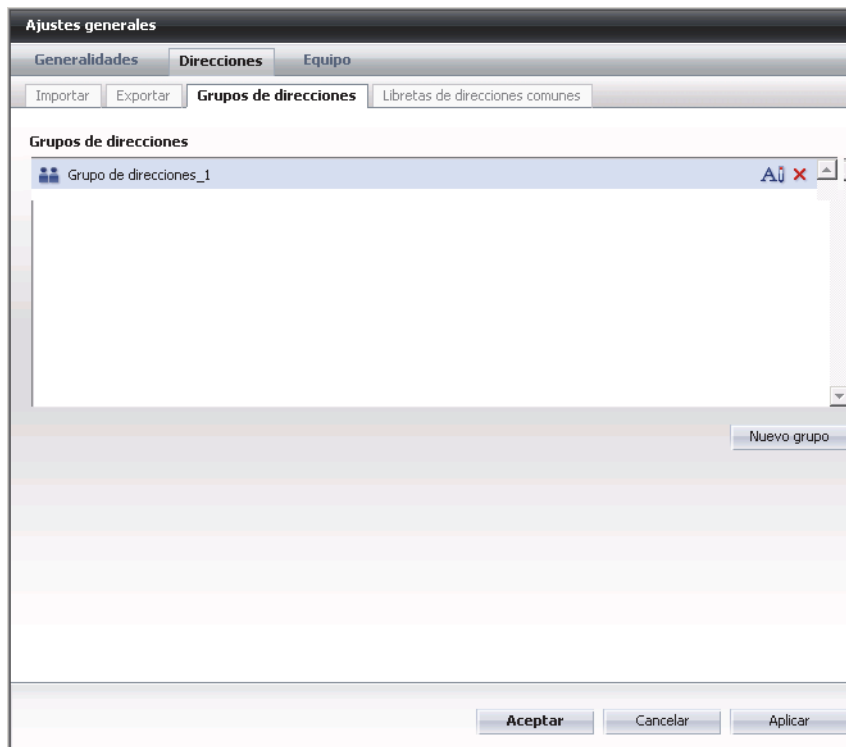 Ajustes generales
Generalidades Direcciones Equipo
Importar Exportar Grupos de direcciones Libretas de direcciones comunes
Grupos de direcciones
Grupo de direcciones_1
Nuevo grupo
Aceptar Cancelar Aplicar